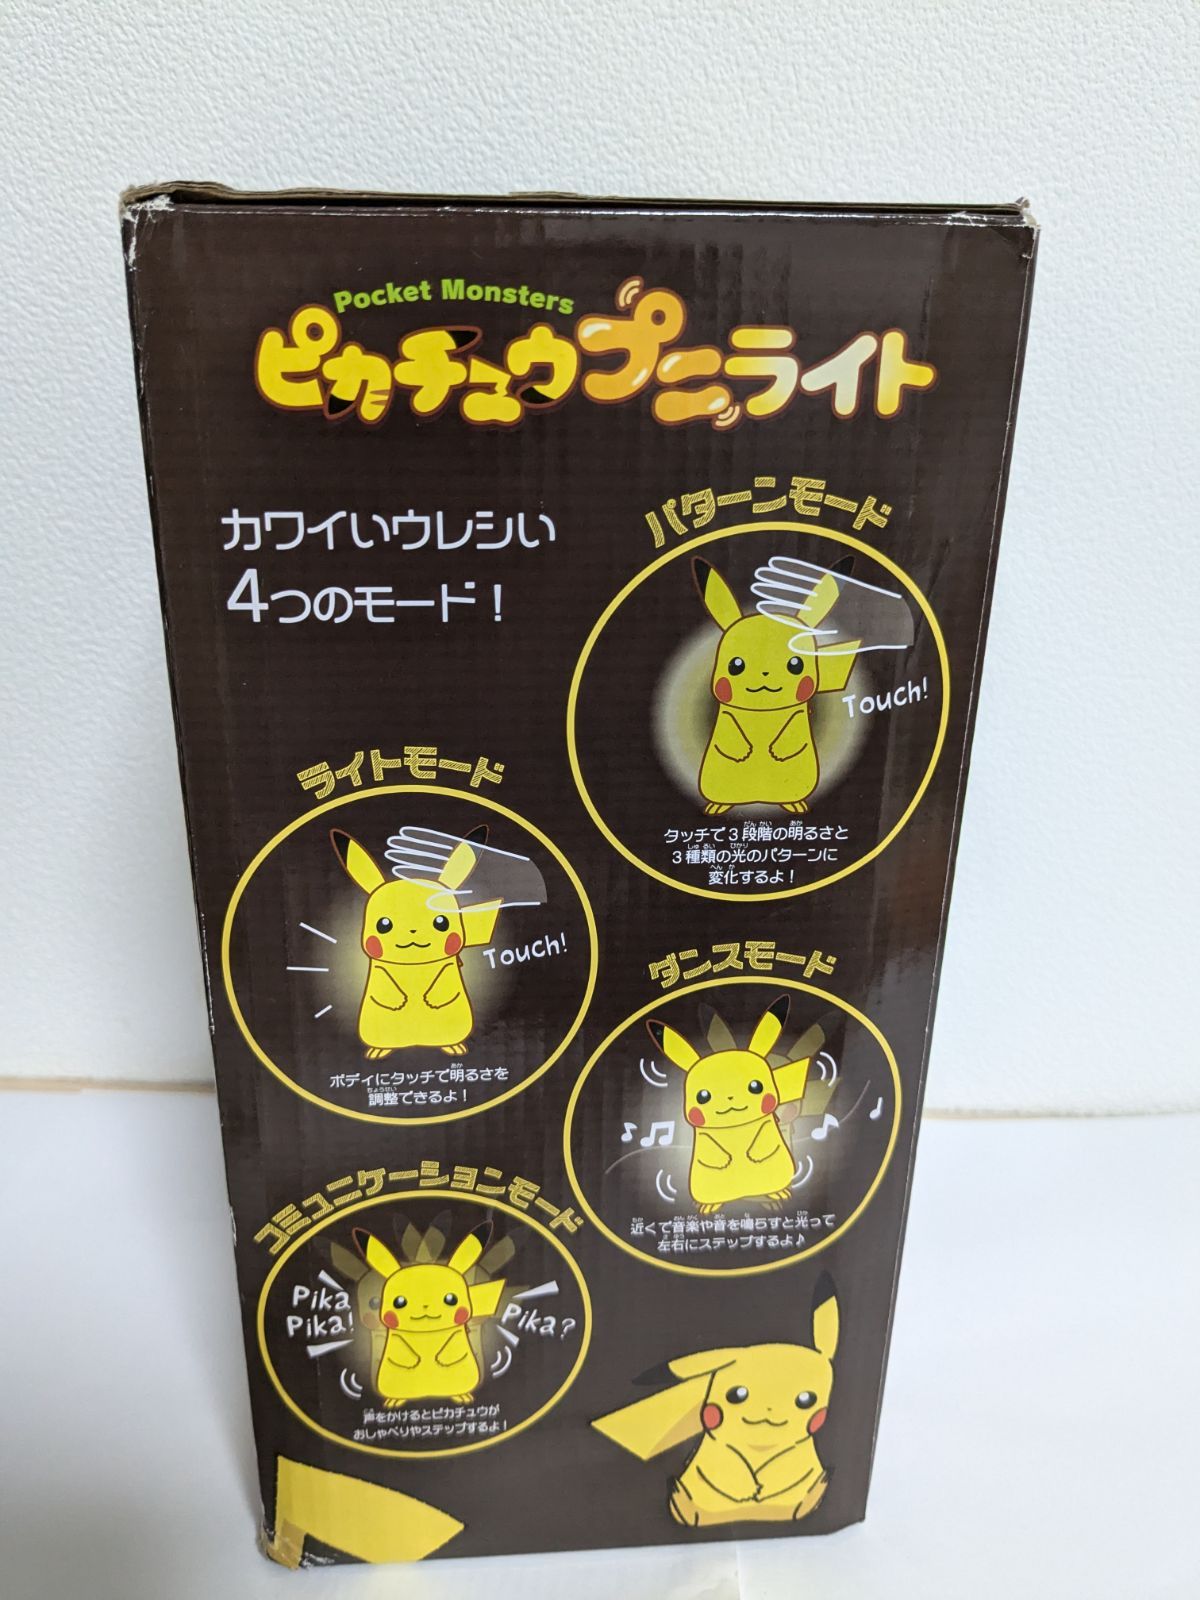 Pocket Monsters
ピカチュウプニライト
カワイいウレシい
4つのモード！
パターンモード
Touch!
タッチで3段階の明るさと
3種類の光のパターンに
変化するよ！
ライトモード
Touch!
ボディにタッチで明るさを
調整できるよ！
ダンスモード
近くで音楽や音を鳴らすと光って
左右にステップするよ♪
コミュニケーションモード
Pika
Pika!
Pika?
声をかけるとピカチュウが
おしゃべりやステップするよ！